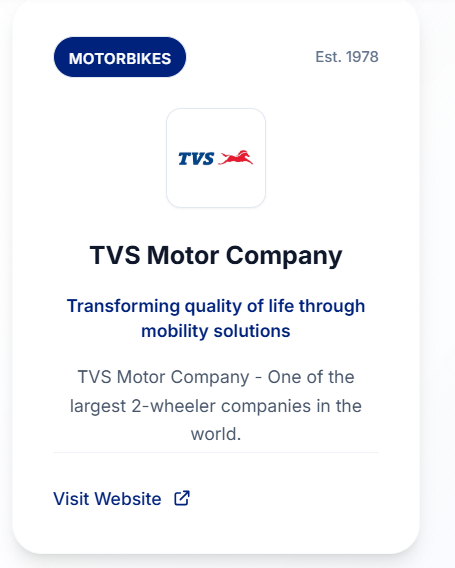 MOTORBIKES
Est. 1978
TVS
TVS Motor Company
Transforming quality of life through
mobility solutions
TVS Motor Company - One of the
largest 2-wheeler companies in the
world.
Visit Website